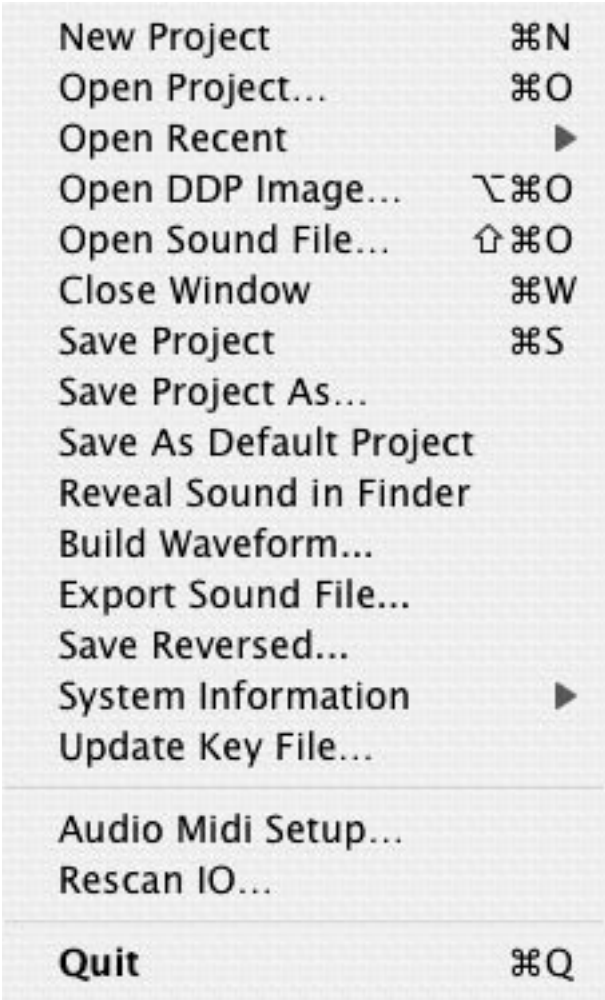 New Project ⌘N
Open Project...
⌘O
Open Recent ▶
Open DDP Image... ⌥⌘O
Open Sound File... ⇧⌘O
Close Window ⌘W
Save Project ⌘S
Save Project As...
Save As Default Project
Reveal Sound in Finder
Build Waveform...
Export Sound File...
Save Reversed...
System Information ▶
Update Key File...
Audio Midi Setup...
Rescan IO...
Quit ⌘Q